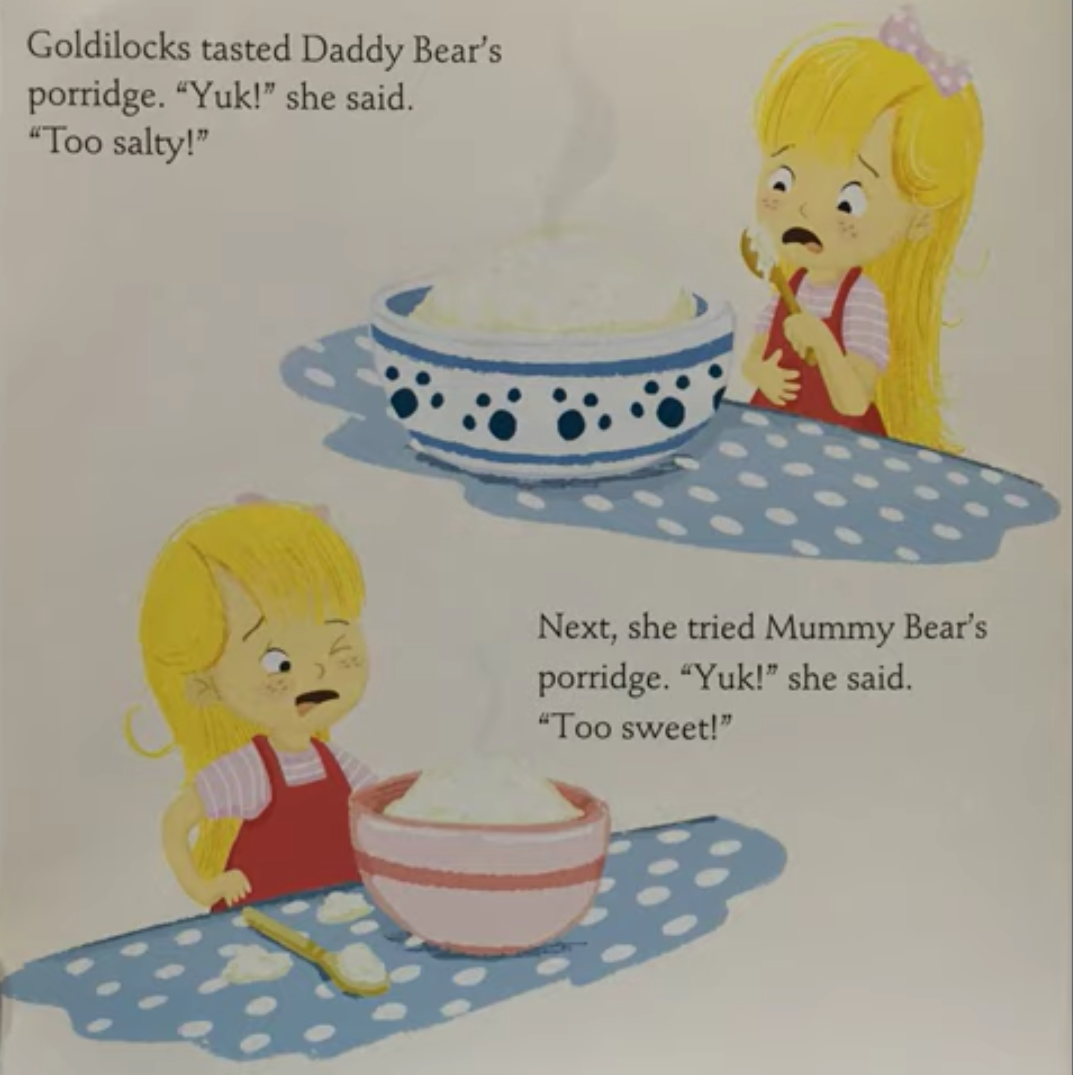 Goldilocks tasted Daddy Bear's
porridge. “Yuk!” she said.
“Too salty!”
Next, she tried Mummy Bear's
porridge. “Yuk!” she said.
“Too sweet!”